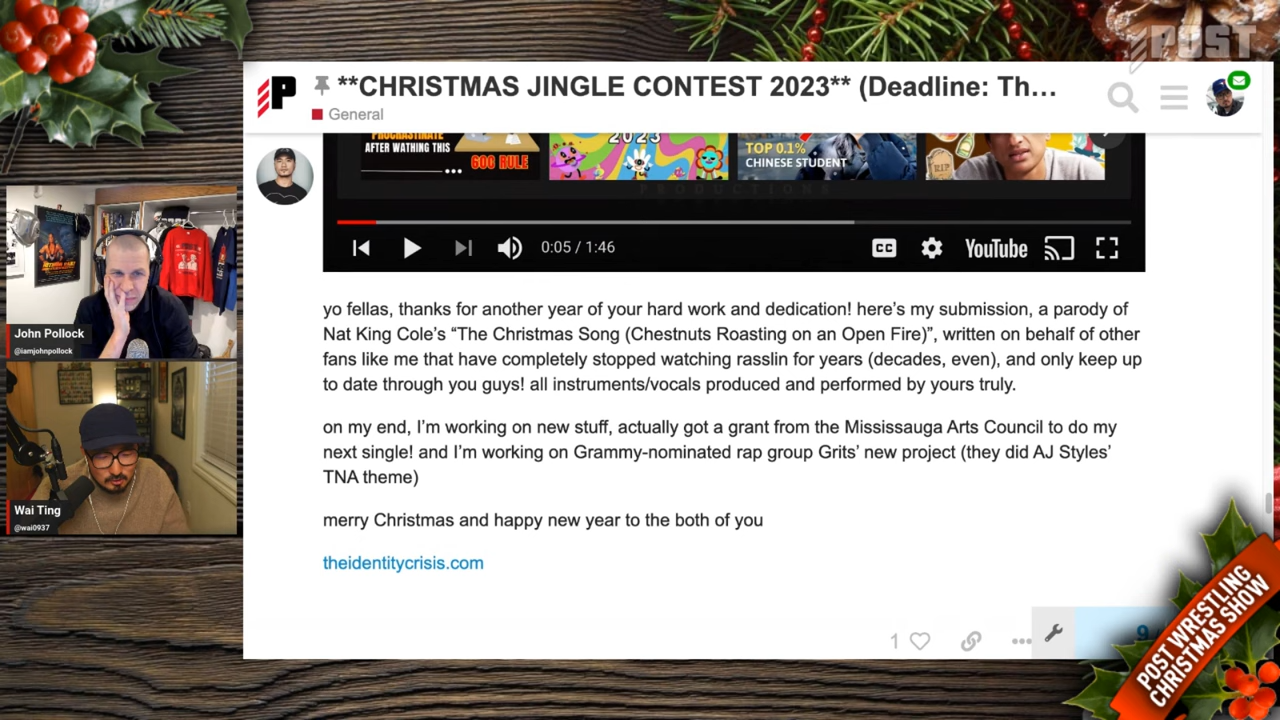 POST
**CHRISTMAS JINGLE CONTEST 2023** (Deadline: Th…
General
PROCRASTINATE
AFTER WATHING THIS
GOG RULE
2023
TOP 0.1%
CHINESE STUDENT
RIP
PRODUCTIONS
0:05 / 1:46
CC
YouTube
yo fellas, thanks for another year of your hard work and dedication! here’s my submission, a parody of
Nat King Cole’s “The Christmas Song (Chestnuts Roasting on an Open Fire)”, written on behalf of other
fans like me that have completely stopped watching rasslin for years (decades, even), and only keep up
to date through you guys! all instruments/vocals produced and performed by yours truly.
on my end, I’m working on new stuff, actually got a grant from the Mississauga Arts Council to do my
next single! and I’m working on Grammy-nominated rap group Grits’ new project (they did AJ Styles’
TNA theme)
merry Christmas and happy new year to the both of you
theidentitycrisis.com
1
John Pollock
@iamjohnpollock
Wai Ting
@wai0937
POST WRESTLING
CHRISTMAS SHOW